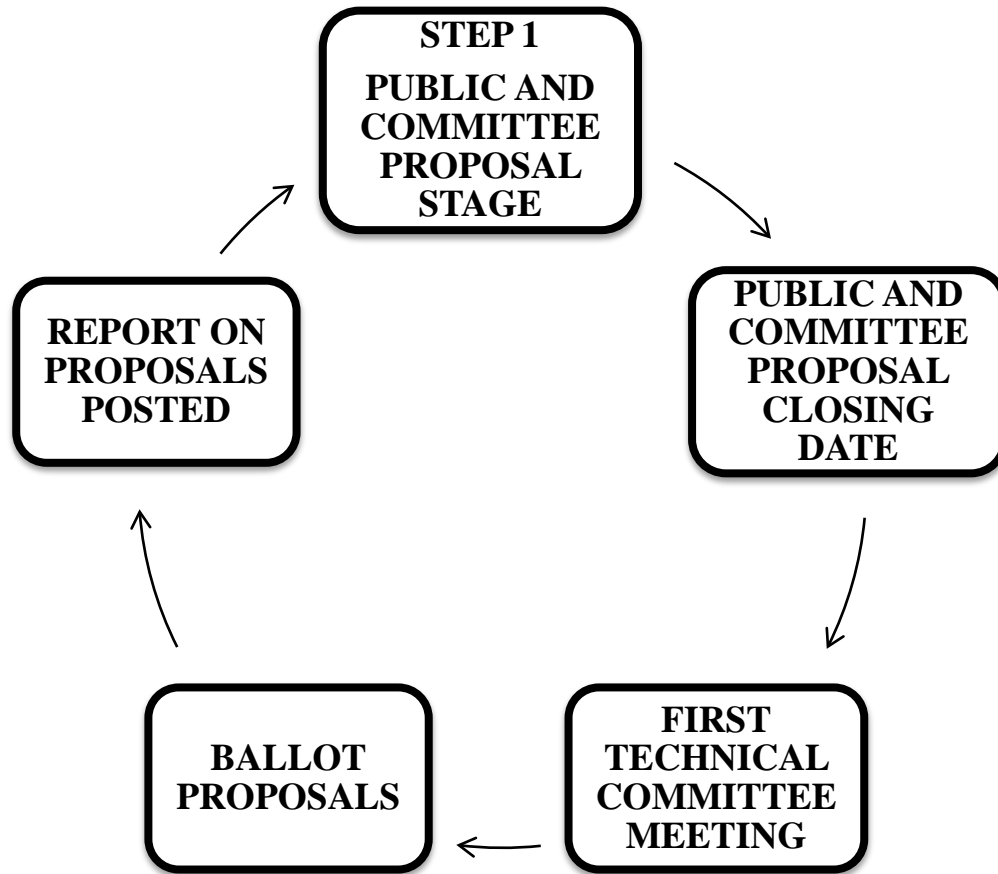 STEP 1
PUBLIC AND
COMMITTEE
PROPOSAL
STAGE
PUBLIC AND
COMMITTEE
PROPOSAL
CLOSING
DATE
FIRST
TECHNICAL
COMMITTEE
MEETING
BALLOT
PROPOSALS
REPORT ON
PROPOSALS
POSTED